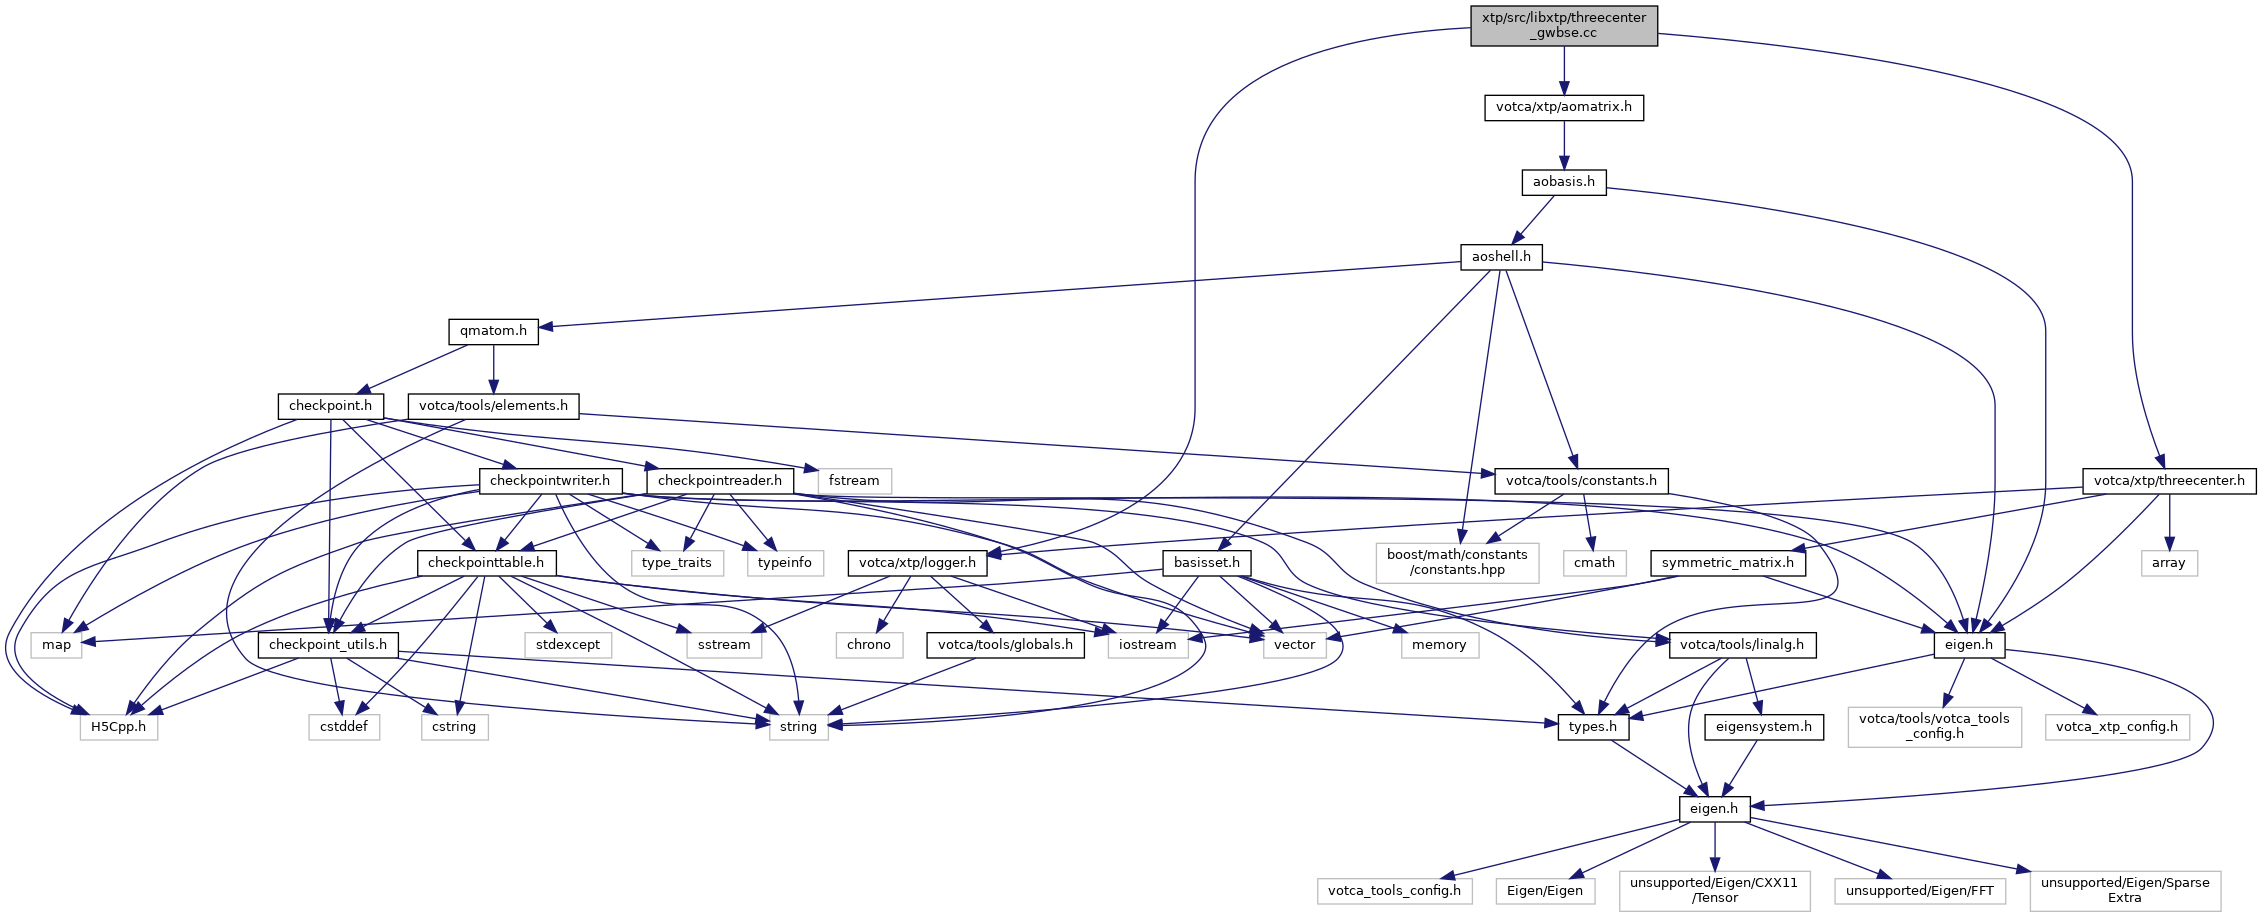 xtp/src/libxtp/threecenter
_gwbse.cc
votca/xtp/aomatrix.h
aobasis.h
aoshell.h
qmatom.h
checkpoint.h
votca/tools/elements.h
checkpointwriter.h
checkpointreader.h
fstream
votca/tools/constants.h
votca/xtp/threecenter.h
map
checkpointtable.h
type_traits
typeinfo
votca/xtp/logger.h
basisset.h
boost/math/constants
/constants.hpp
cmath
symmetric_matrix.h
array
checkpoint_utils.h
stdexcept
sstream
chrono
votca/tools/globals.h
iostream
vector
memory
votca/tools/linalg.h
eigen.h
H5Cpp.h
cstddef
cstring
string
types.h
eigensystem.h
votca/tools/votca_tools
_config.h
votca_xtp_config.h
eigen.h
votca_tools_config.h
Eigen/Eigen
unsupported/Eigen/CXX11
/Tensor
unsupported/Eigen/FFT
unsupported/Eigen/Sparse
Extra